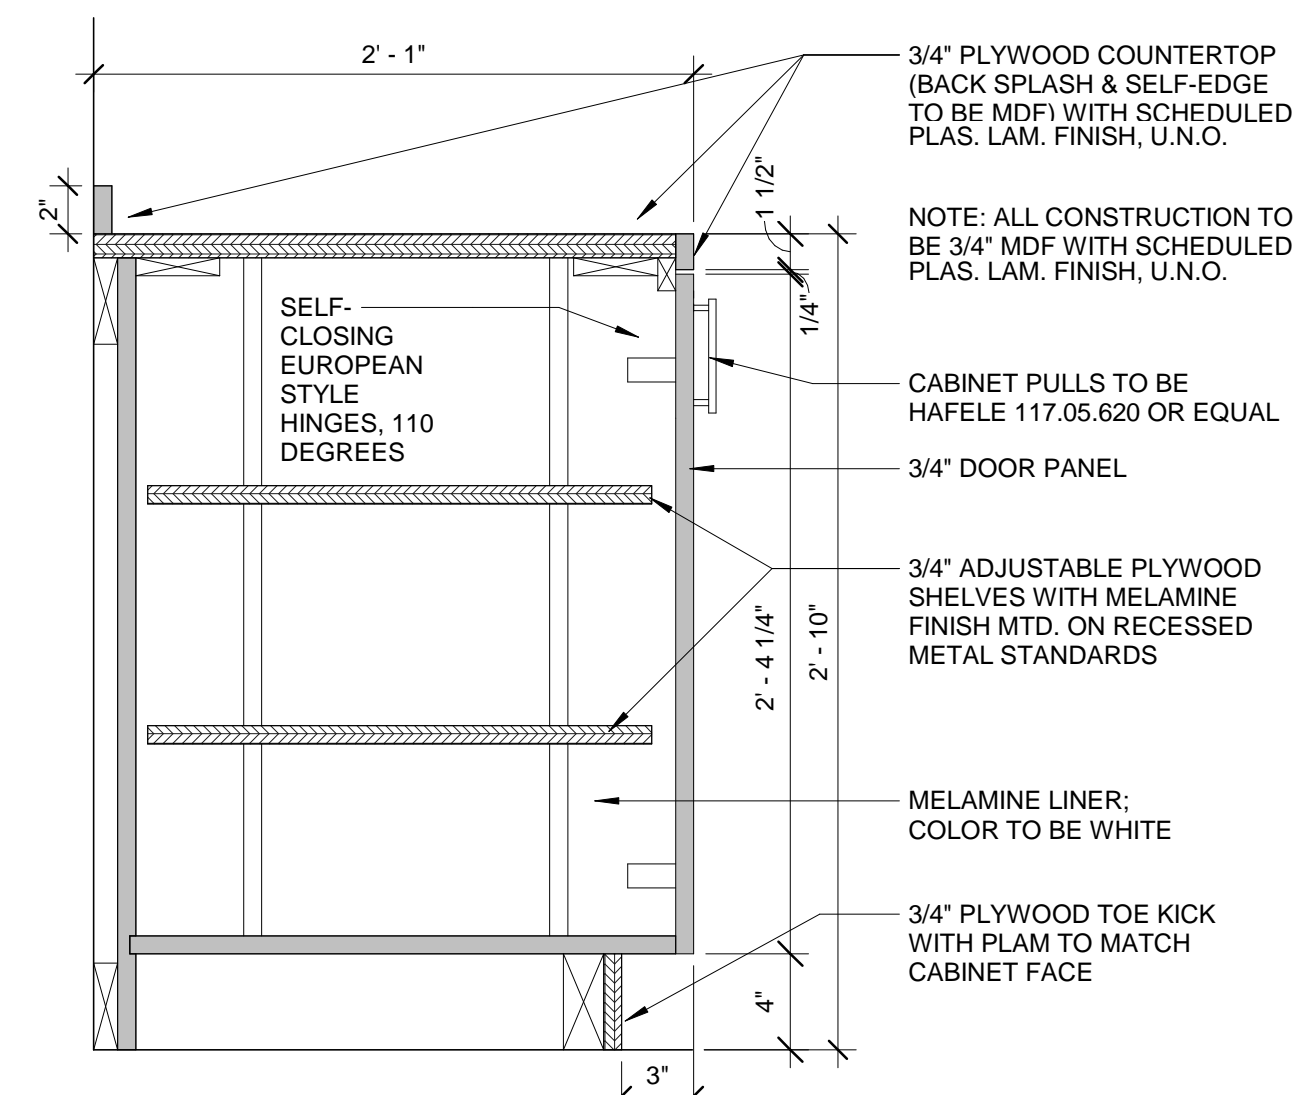 2' - 1"
3/4" PLYWOOD COUNTERTOP
(BACK SPLASH & SELF-EDGE
TO BE MDF) WITH SCHEDULED
PLAS. LAM. FINISH, U.N.O.
2"
1 1/2"
NOTE: ALL CONSTRUCTION TO
BE 3/4" MDF WITH SCHEDULED
PLAS. LAM. FINISH, U.N.O.
1/4"
SELF-
CLOSING
EUROPEAN
STYLE
HINGES, 110
DEGREES
CABINET PULLS TO BE
HAFELE 117.05.620 OR EQUAL
3/4" DOOR PANEL
3/4" ADJUSTABLE PLYWOOD
SHELVES WITH MELAMINE
FINISH MTD. ON RECESSED
METAL STANDARDS
2' - 4 1/4"
2' - 10"
MELAMINE LINER;
COLOR TO BE WHITE
3/4" PLYWOOD TOE KICK
WITH PLAM TO MATCH
CABINET FACE
4"
3"